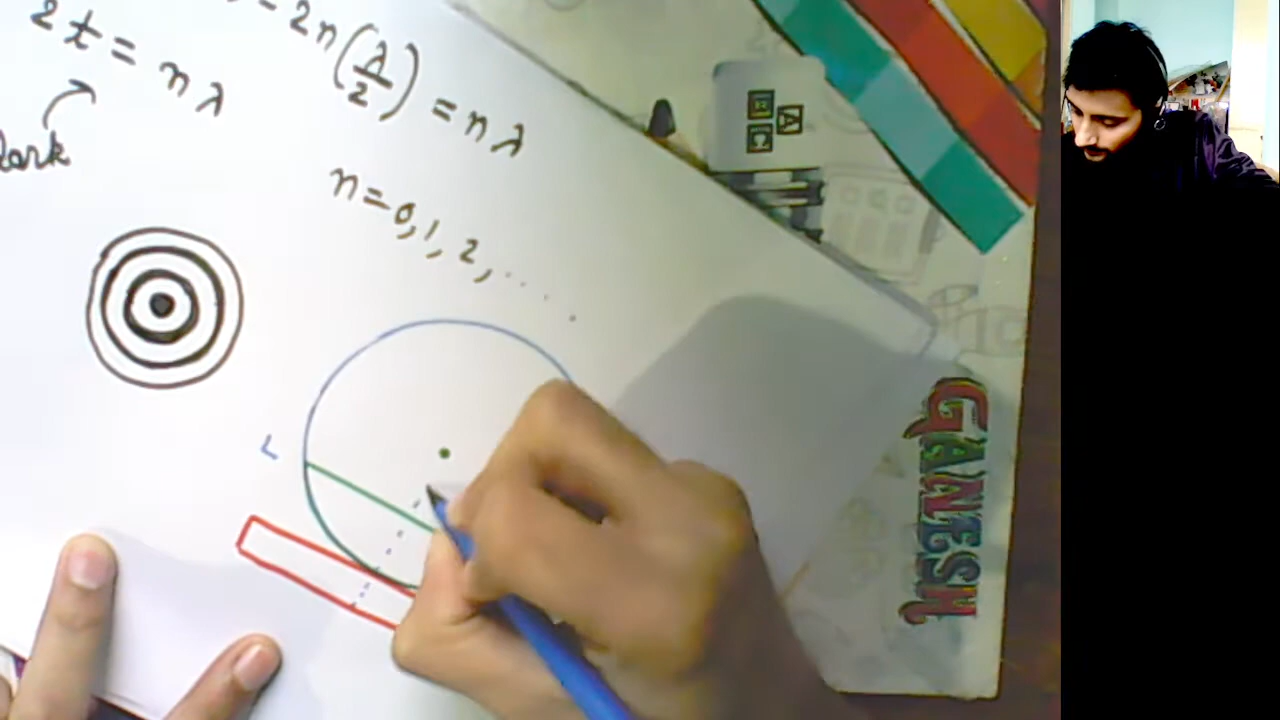 2t = nλ
- 2n(λ/2) = nλ
Dark
n=0,1,2,.....
L
A
B
C
GANESH